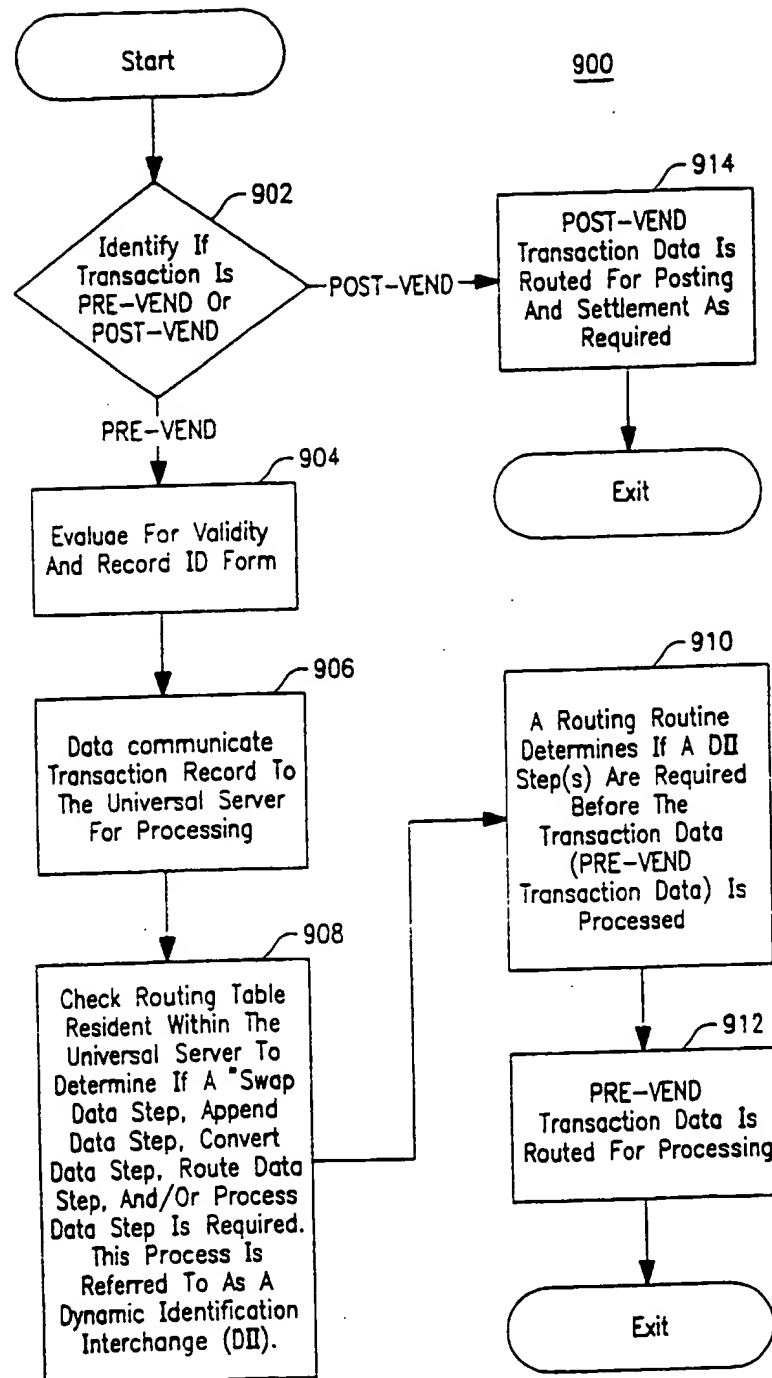 Start
900
902
Identify If
Transaction Is
PRE-VEND Or
POST-VEND
POST-VEND
914
POST-VEND
Transaction Data Is
Routed For Posting
And Settlement As
Required
Exit
PRE-VEND
904
Evaluae For Validity
And Record ID Form
906
Data communicate
Transaction Record To
The Universal Server
For Processing
908
Check Routing Table
Resident Within The
Universal Server To
Determine If A "Swap
Data Step, Append
Data Step, Convert
Data Step, Route Data
Step, And/Or Process
Data Step Is Required.
This Process Is
Referred To As A
Dynamic Identification
Interchange (DII).
910
A Routing Routine
Determines If A DII
Step(s) Are Required
Before The
Transaction Data
(PRE-VEND
Transaction Data) Is
Processed
912
PRE-VEND
Transaction Data Is
Routed For Processing
Exit